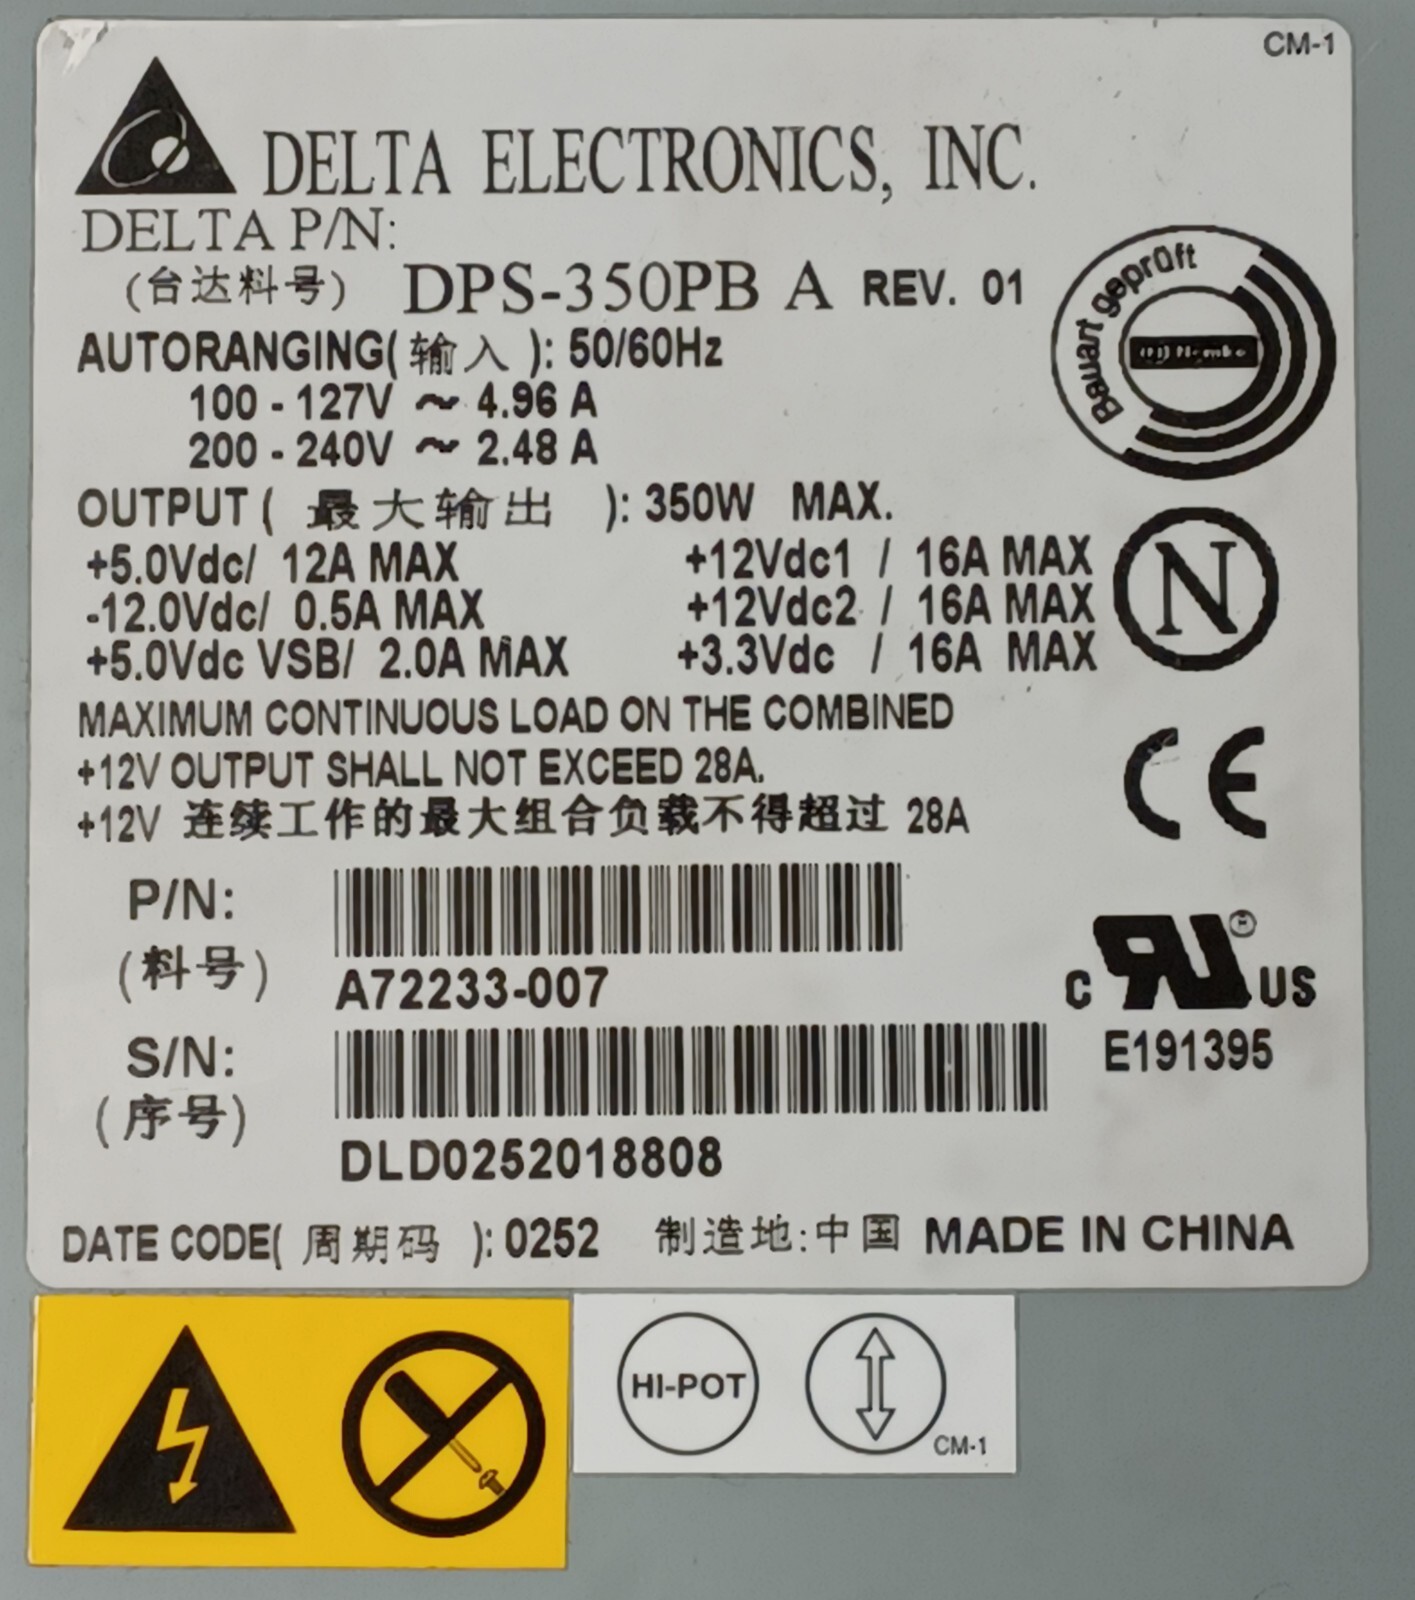 CM-1
DELTA ELECTRONICS, INC.
DELTA P/N:
(台达料号) DPS-350PB A REV. 01
Bauart geprüft
AUTORANGING(输入): 50/60Hz
100 - 127V ~ 4.96 A
200 - 240V ~ 2.48 A
OUTPUT ( 最大输出 ): 350W MAX.
+5.0Vdc/ 12A MAX +12Vdc1 / 16A MAX
-12.0Vdc/ 0.5A MAX +12Vdc2 / 16A MAX
+5.0Vdc VSB/ 2.0A MAX +3.3Vdc / 16A MAX
N
MAXIMUM CONTINUOUS LOAD ON THE COMBINED
+12V OUTPUT SHALL NOT EXCEED 28A.
+12V 连续工作的最大组合负载不得超过 28A
CE
P/N:
(料号)
A72233-007
c RU ® US
E191395
S/N:
(序号)
DLD0252018808
DATE CODE( 周期码 ): 0252 制造地:中国 MADE IN CHINA
HI-POT
CM-1